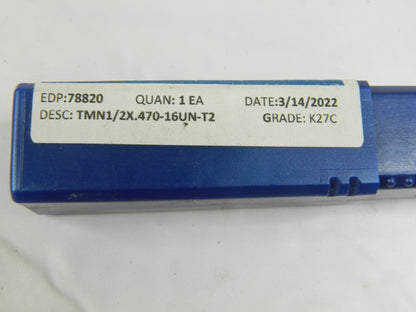 EDP:78820 QUAN: 1 EA DATE:3/14/2022
DESC: TMN1/2X.470-16UN-T2 GRADE: K27C